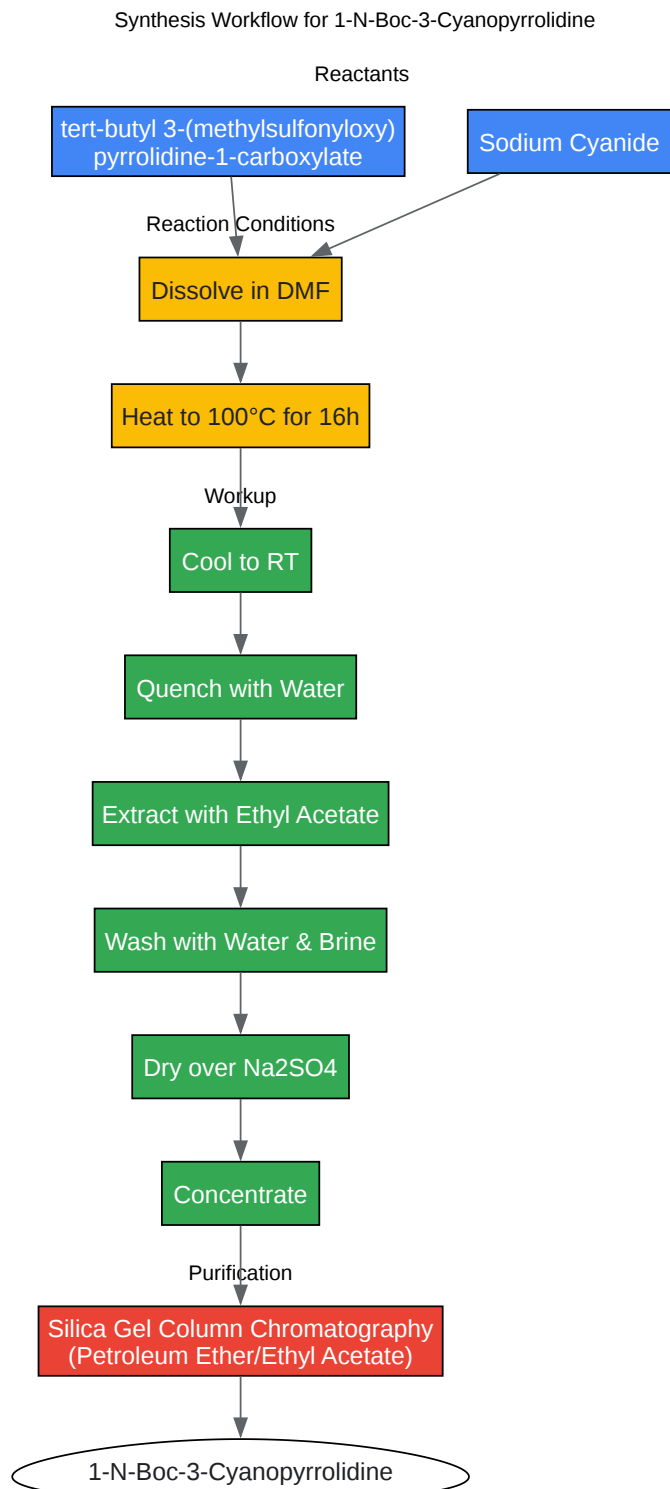 Synthesis Workflow for 1-N-Boc-3-Cyanopyrrolidine
Reactants
tert-butyl 3-(methylsulfonyloxy)
pyrrolidine-1-carboxylate
Sodium Cyanide
Reaction Conditions
Dissolve in DMF
Heat to 100°C for 16h
Workup
Cool to RT
Quench with Water
Extract with Ethyl Acetate
Wash with Water & Brine
Dry over Na2SO4
Concentrate
Purification
Silica Gel Column Chromatography
(Petroleum Ether/Ethyl Acetate)
1-N-Boc-3-Cyanopyrrolidine